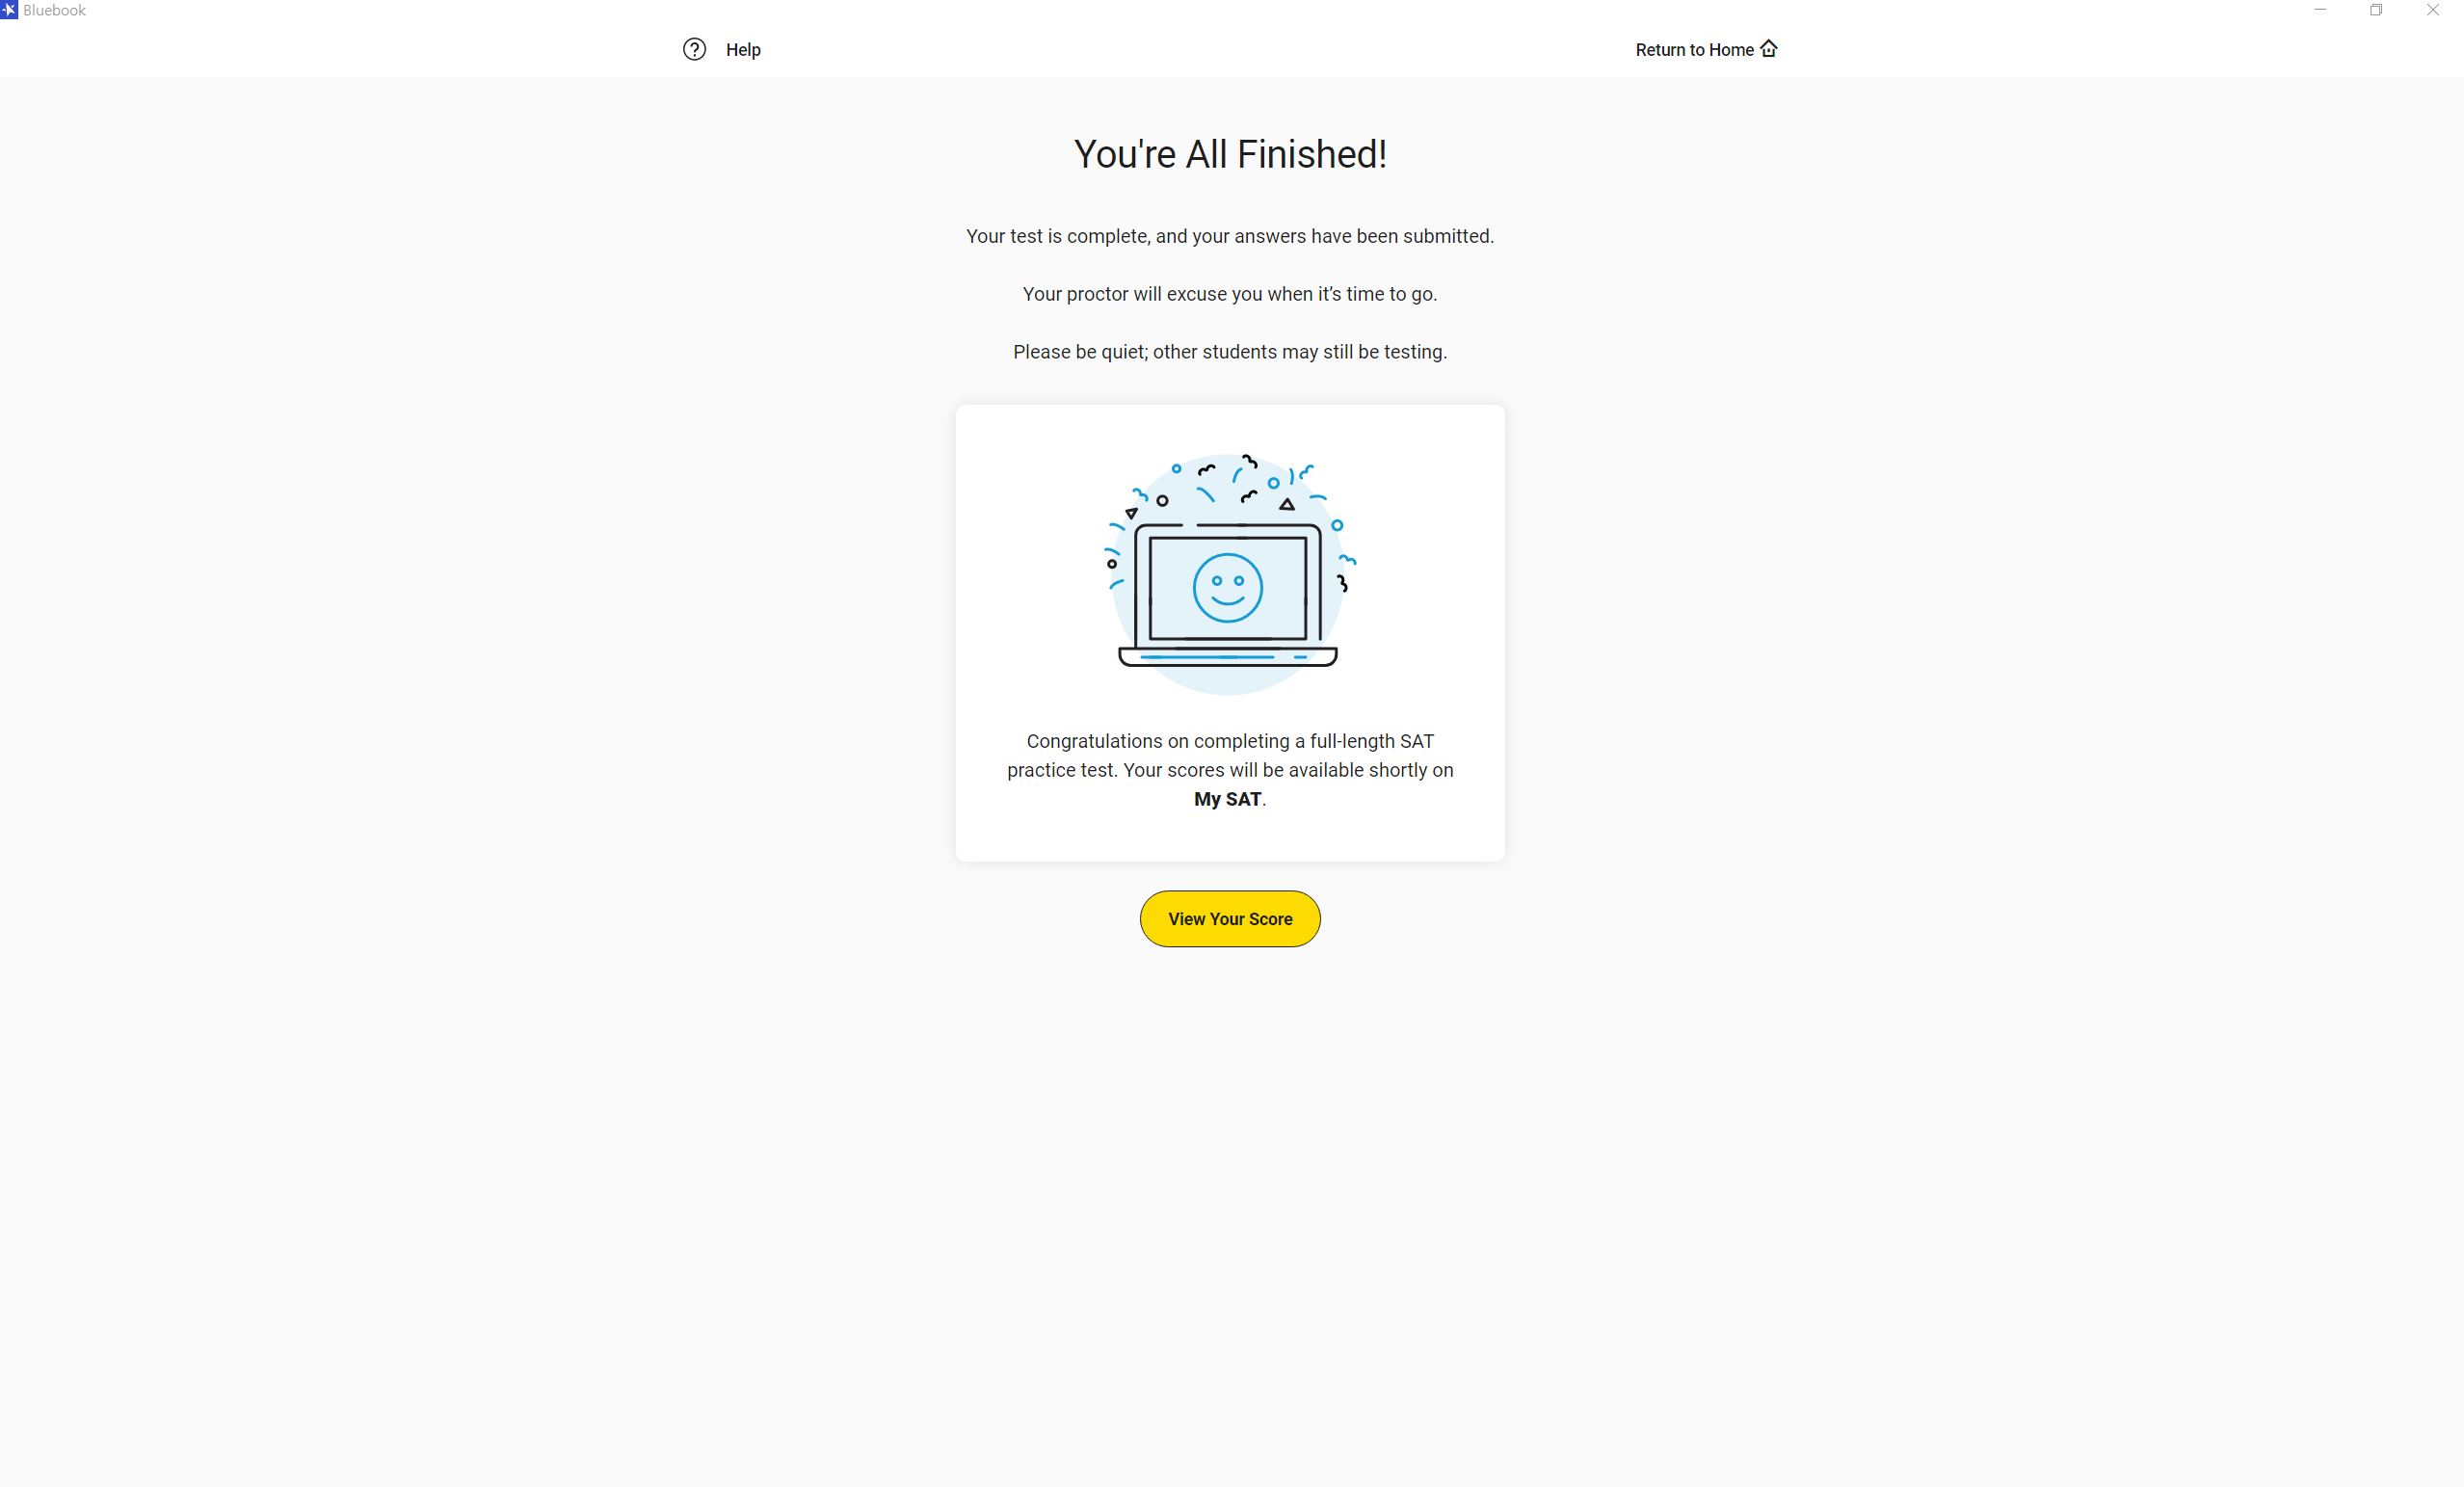 Bluebook
Help
Return to Home
You're All Finished!
Your test is complete, and your answers have been submitted.
Your proctor will excuse you when it’s time to go.
Please be quiet; other students may still be testing.
Congratulations on completing a full-length SAT
practice test. Your scores will be available shortly on
My SAT.
View Your Score